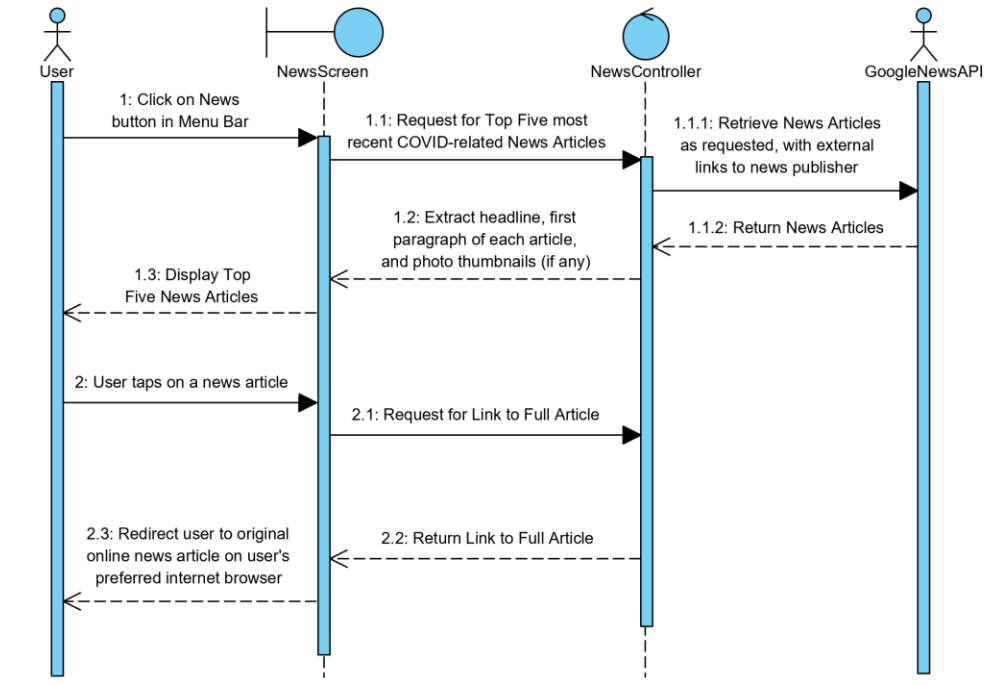 User
NewsScreen
NewsController
GoogleNewsAPI
1: Click on News
button in Menu Bar
1.1: Request for Top Five most
recent COVID-related News Articles
1.1.1: Retrieve News Articles
as requested, with external
links to news publisher
1.1.2: Return News Articles
1.2: Extract headline, first
paragraph of each article,
and photo thumbnails (if any)
1.3: Display Top
Five News Articles
2: User taps on a news article
2.1: Request for Link to Full Article
2.2: Return Link to Full Article
2.3: Redirect user to original
online news article on user's
preferred internet browser